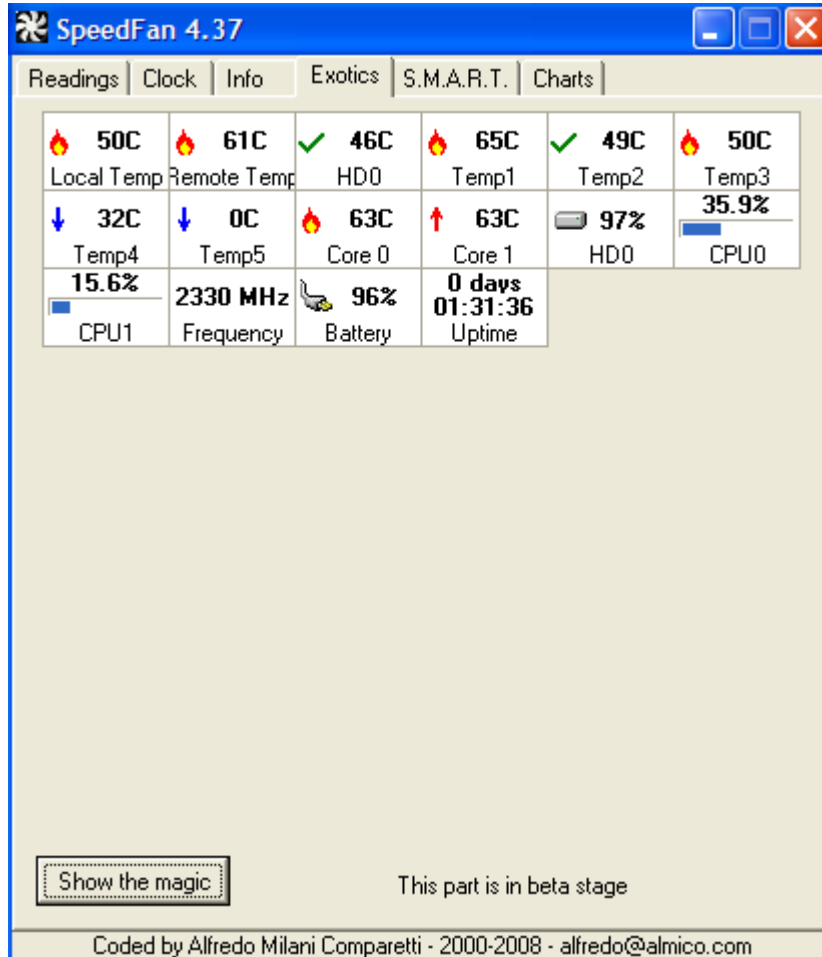 SpeedFan 4.37
Readings Clock Info Exotics S.M.A.R.T. Charts
50C 61C 46C 65C 49C 50C
Local Temp Remote Temp HD0 Temp1 Temp2 Temp3
32C 0C 63C 63C 97% 35.9%
Temp4 Temp5 Core 0 Core 1 HD0 CPU0
15.6% 2330 MHz 96% 0 days
01:31:36
CPU1 Frequency Battery Uptime
Show the magic This part is in beta stage
Coded by Alfredo Milani Comparetti - 2000-2008 - alfredo@almico.com